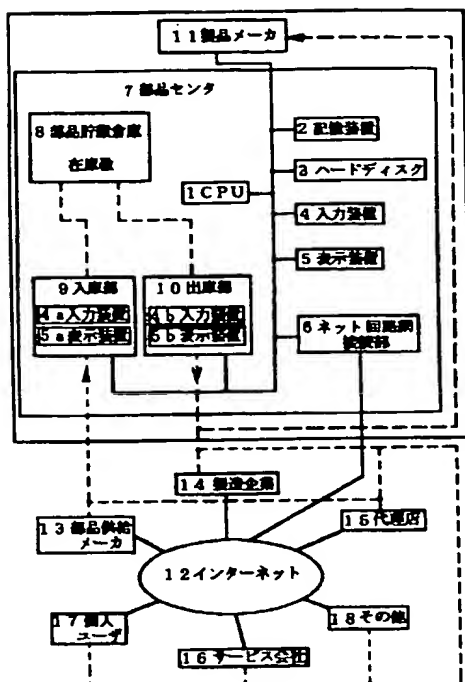 11製品メーカ
7 部品センタ
8 部品貯蔵倉庫
在庫数
2 記憶装置
3 ハードディスク
1CPU
4 入力装置
5 表示装置
9 入庫部
4a入力装置
5a表示装置
10出庫部
4b入力装置
5b表示装置
6ネット回路網
接続部
14製造企業
13部品供給
メーカ
15代理店
12インターネット
17個人
ユーザ
18その他
16サービス会社